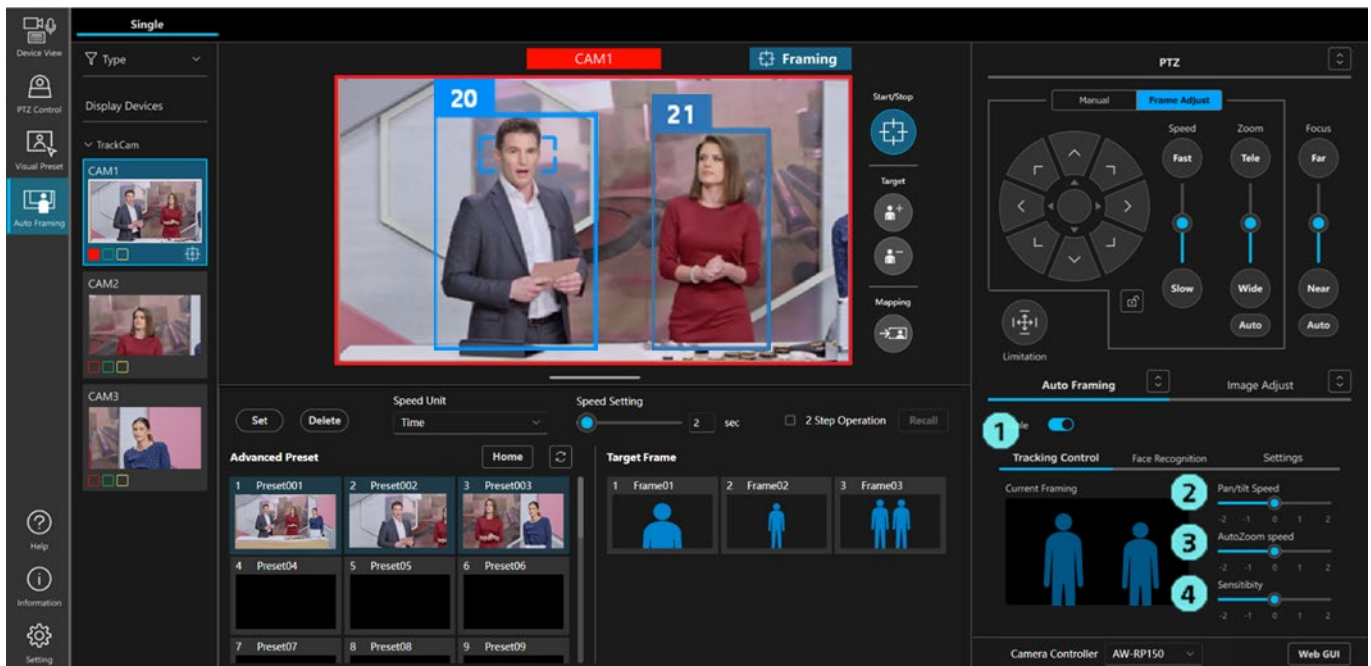 Single
Device View
PTZ Control
Visual Preset
Auto Framing
Help
Information
Setting
Type
Display Devices
TrackCam
CAM1
CAM2
CAM3
CAM1
Framing
20
21
Start/Stop
Target
Mapping
Set
Delete
Speed Unit
Time
Speed Setting
2 sec
2 Step Operation
Recall
Advanced Preset
Home
1 Preset001
2 Preset002
3 Preset003
4 Preset04
5 Preset05
6 Preset06
7 Preset07
8 Preset08
9 Preset09
Target Frame
1 Frame01
2 Frame02
3 Frame03
PTZ
Manual
Frame Adjust
Speed
Zoom
Focus
Fast
Tele
Far
Slow
Wide
Near
Auto
Auto
Limitation
Auto Framing
Image Adjust
1
Tracking Control
Face Recognition
Settings
Current Framing
2
Pan/tilt Speed
-2 -1 0 1 2
3
AutoZoom speed
-2 -1 0 1 2
4
Sensitibity
-2 -1 0 1 2
Camera Controller
AW-RP150
Web GUI